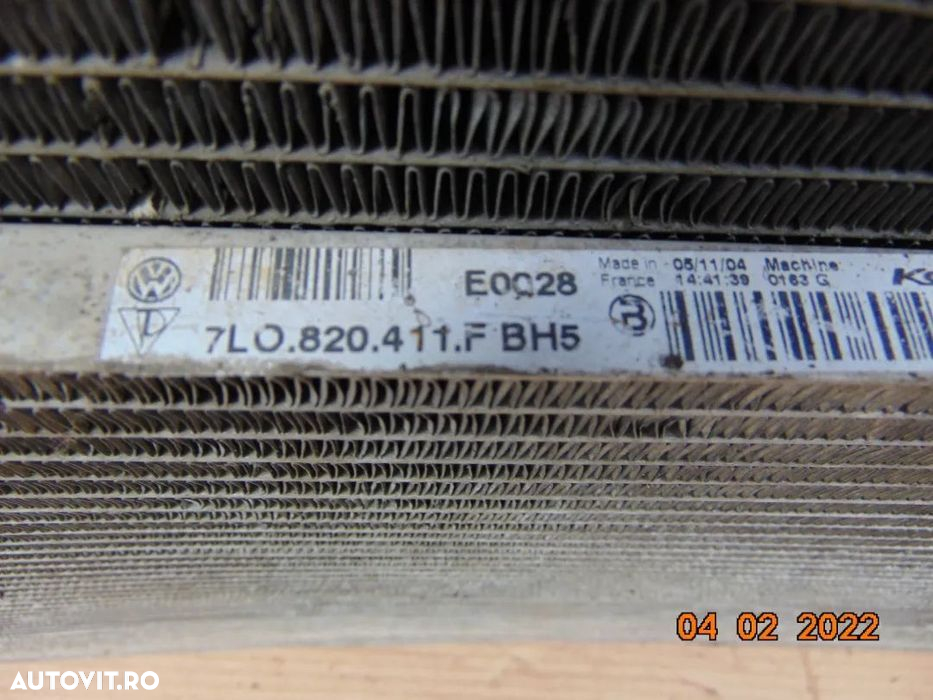 E0028
7LO.820.411.F BH5
Made in
France
05/11/04
14:41:39
Machine
0163 G
04 02 2022
AUTOVIT.RO